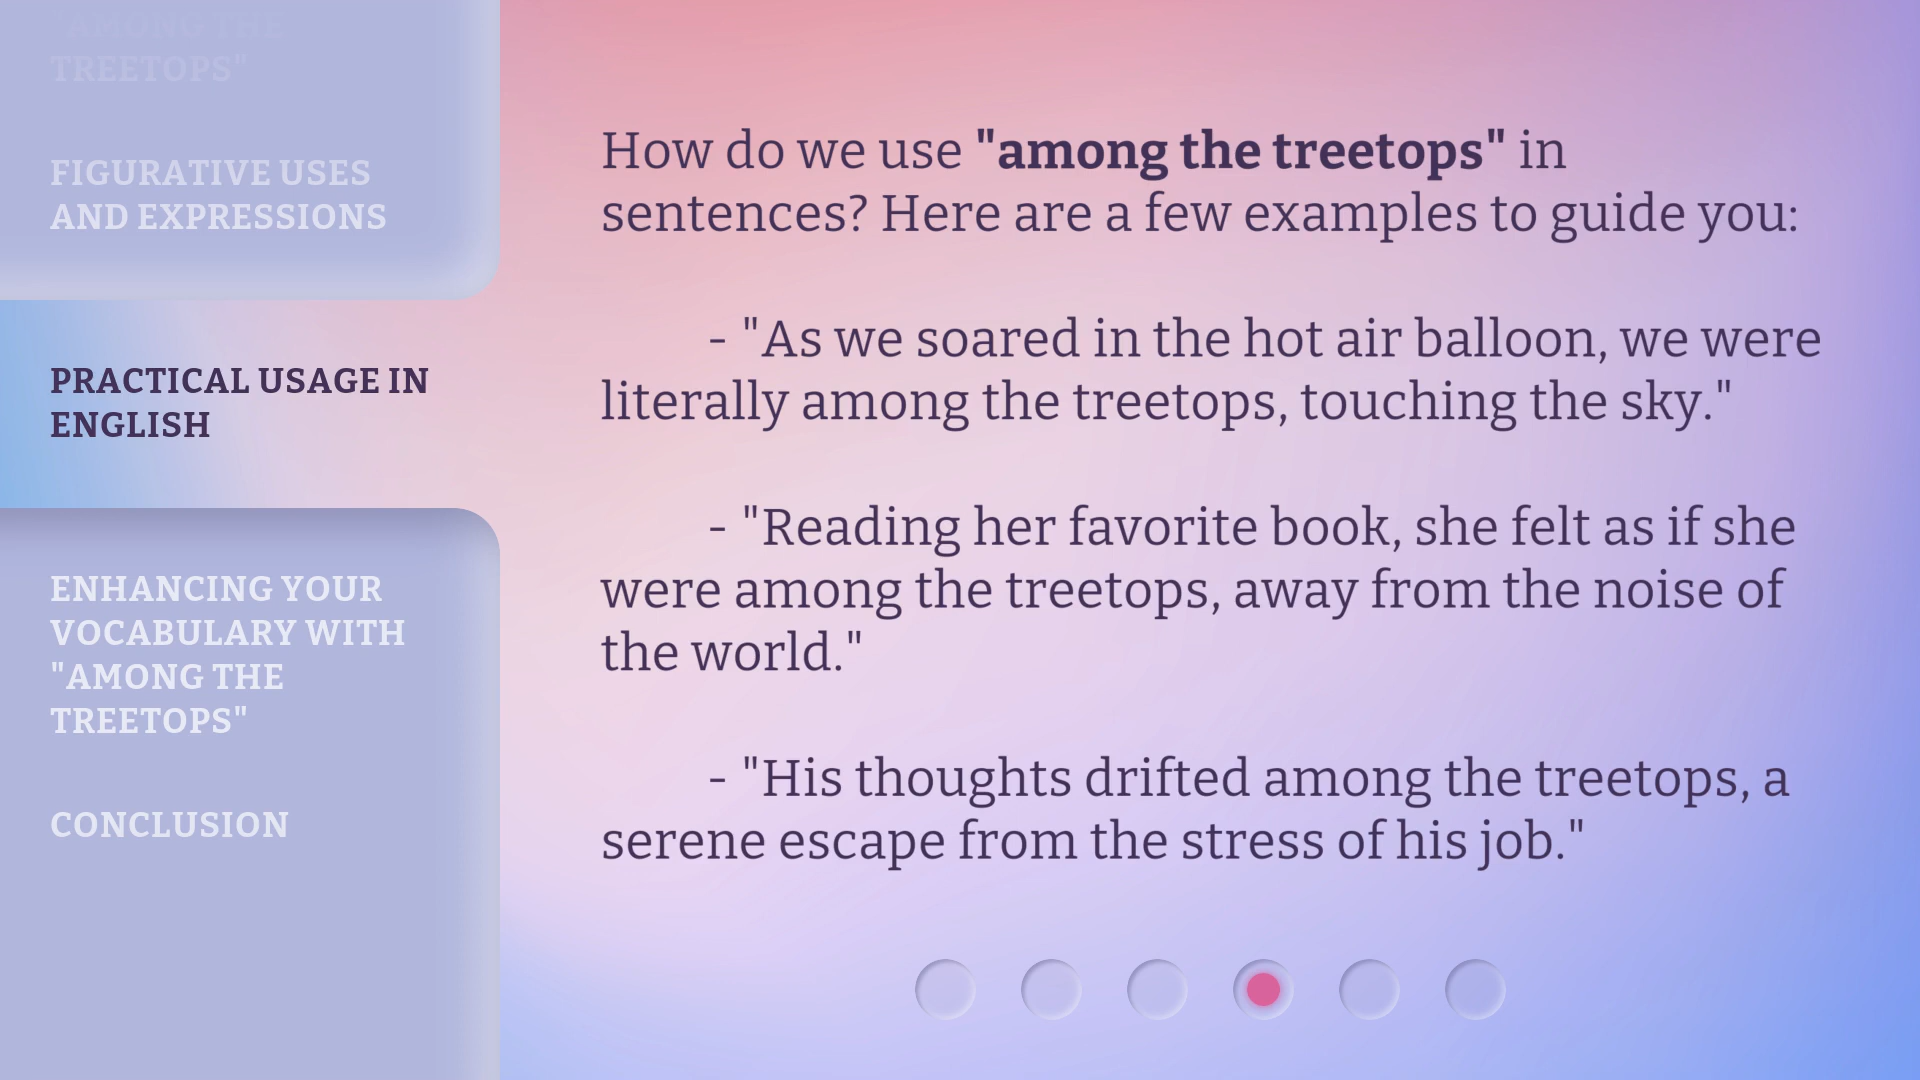 "AMONG THE
TREETOPS"
FIGURATIVE USES
AND EXPRESSIONS
PRACTICAL USAGE IN
ENGLISH
ENHANCING YOUR
VOCABULARY WITH
"AMONG THE
TREETOPS"
CONCLUSION
How do we use "among the treetops" in
sentences? Here are a few examples to guide you:
- "As we soared in the hot air balloon, we were
literally among the treetops, touching the sky."
- "Reading her favorite book, she felt as if she
were among the treetops, away from the noise of
the world."
- "His thoughts drifted among the treetops, a
serene escape from the stress of his job."